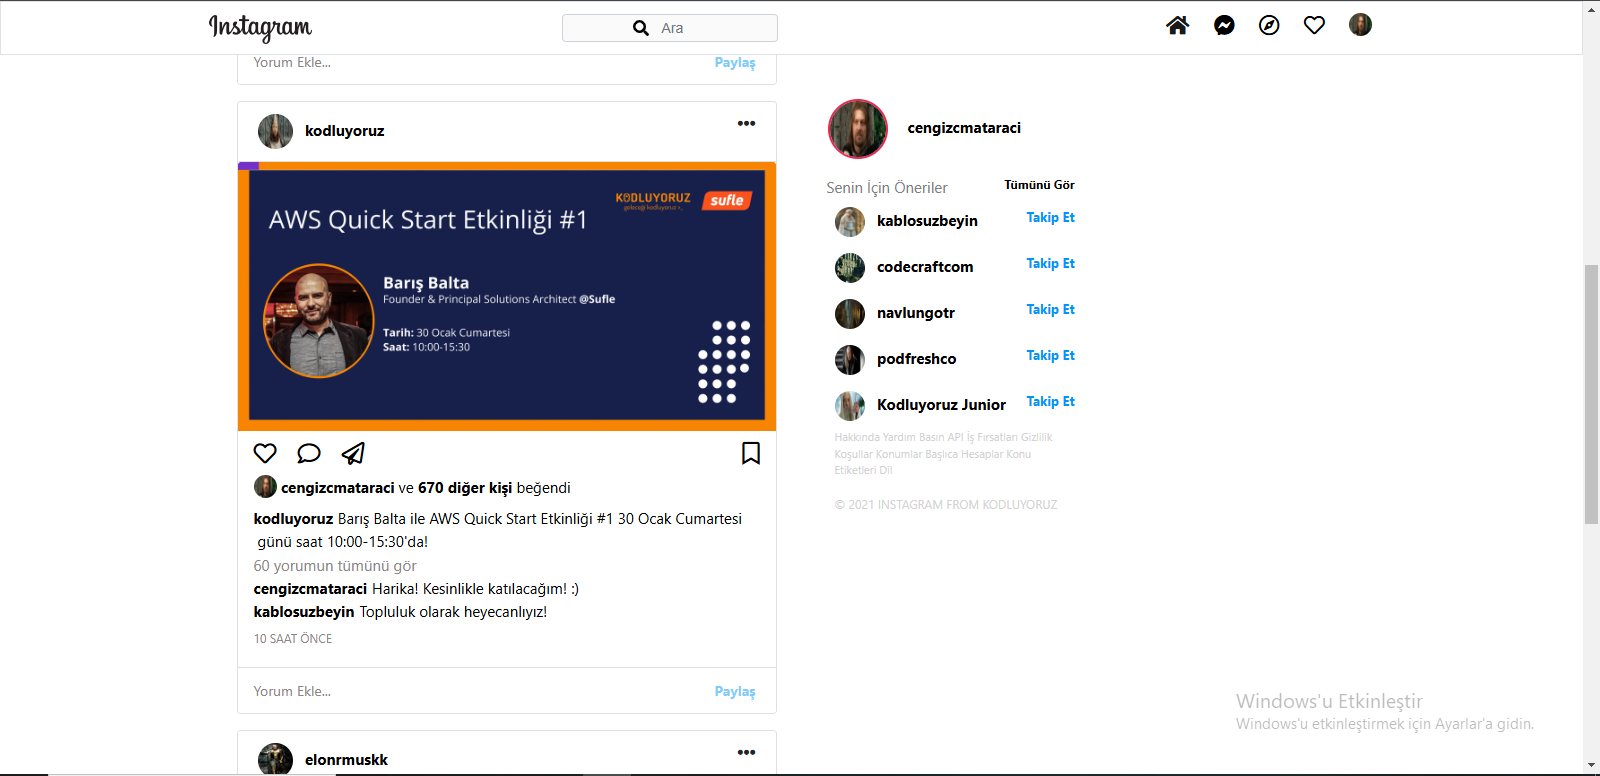 Instagram
Ara
Yorum Ekle...
Paylaş
kodluyoruz
KODLUYORUZ
geleceği kodluyoruz >_
sufle
AWS Quick Start Etkinliği #1
Barış Balta
Founder & Principal Solutions Architect @Sufle
Tarih: 30 Ocak Cumartesi
Saat: 10:00-15:30
cengizcmataraci ve 670 diğer kişi beğendi
kodluyoruz Barış Balta ile AWS Quick Start Etkinliği #1 30 Ocak Cumartesi
günü saat 10:00-15:30'da!
60 yorumun tümünü gör
cengizcmataraci Harika! Kesinlikle katılacağım! :)
kablosuzbeyin Topluluk olarak heyecanlıyız!
10 SAAT ÖNCE
Yorum Ekle...
Paylaş
elonrmuskk
cengizcmataraci
Senin İçin Öneriler
Tümünü Gör
kablosuzbeyin
Takip Et
codecraftcom
Takip Et
navlungotr
Takip Et
podfreshco
Takip Et
Kodluyoruz Junior
Takip Et
Hakkında Yardım Basın API İş Fırsatları Gizlilik
Koşullar Konumlar Başlıca Hesaplar Konu
Etiketleri Dil
© 2021 INSTAGRAM FROM KODLUYORUZ
Windows'u Etkinleştir
Windows'u etkinleştirmek için Ayarlar'a gidin.